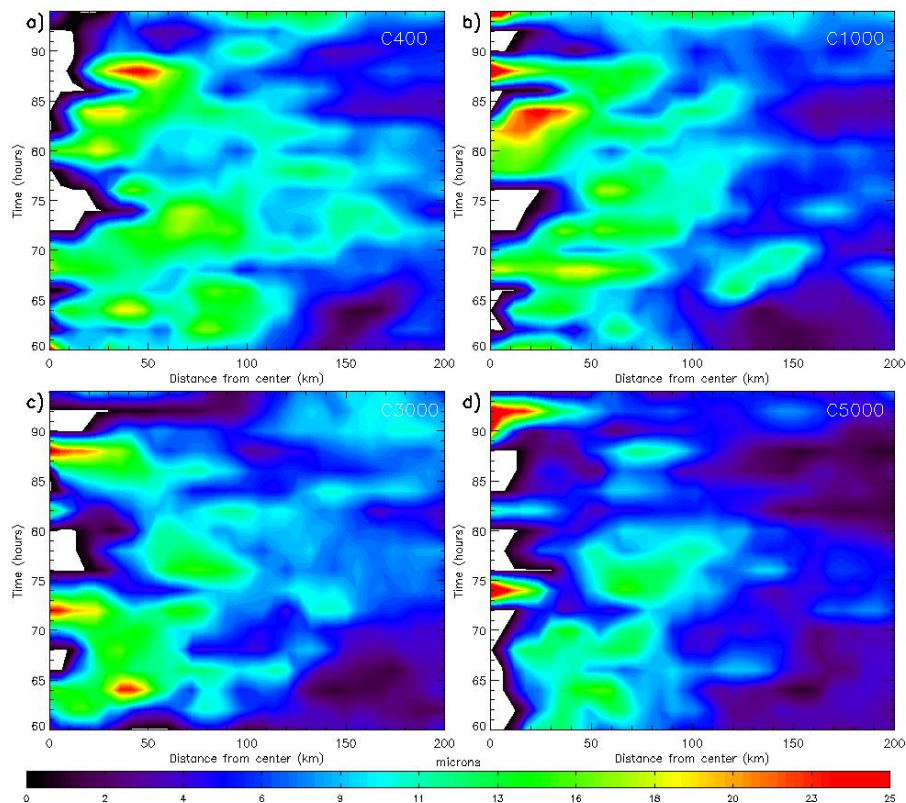 a) C400 b) C1000
90 90
85 85
80 80
75 75
70 70
65 65
60 60
Time (hours) Time (hours)
0 50 100 150 200 0 50 100 150 200
Distance from center (km) Distance from center (km)
c) C3000 d) C5000
90 90
85 85
80 80
75 75
70 70
65 65
60 60
Time (hours) Time (hours)
0 50 100 150 200 0 50 100 150 200
Distance from center (km) Distance from center (km)
microns
0 2 4 6 9 11 13 16 18 20 23 25